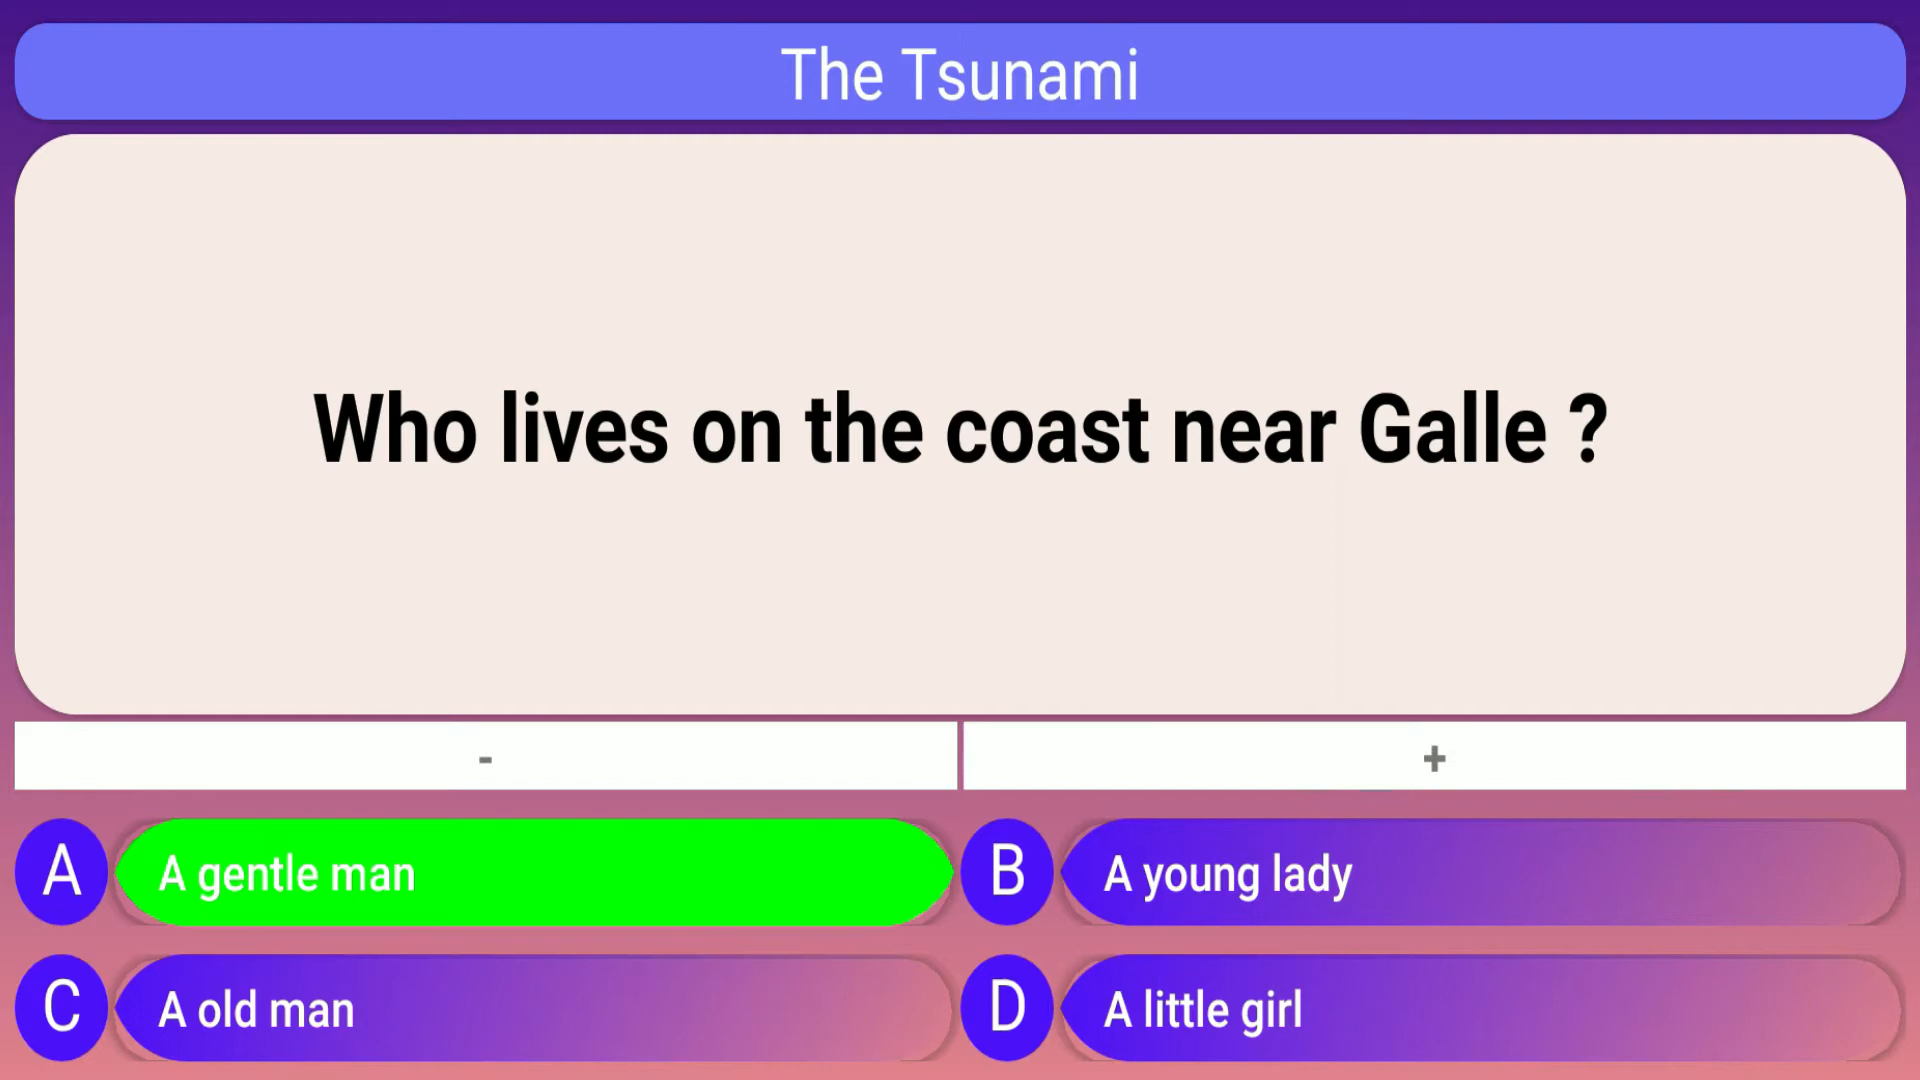 The Tsunami
Who lives on the coast near Galle ?
-
+
A
A gentle man
B
A young lady
C
A old man
D
A little girl